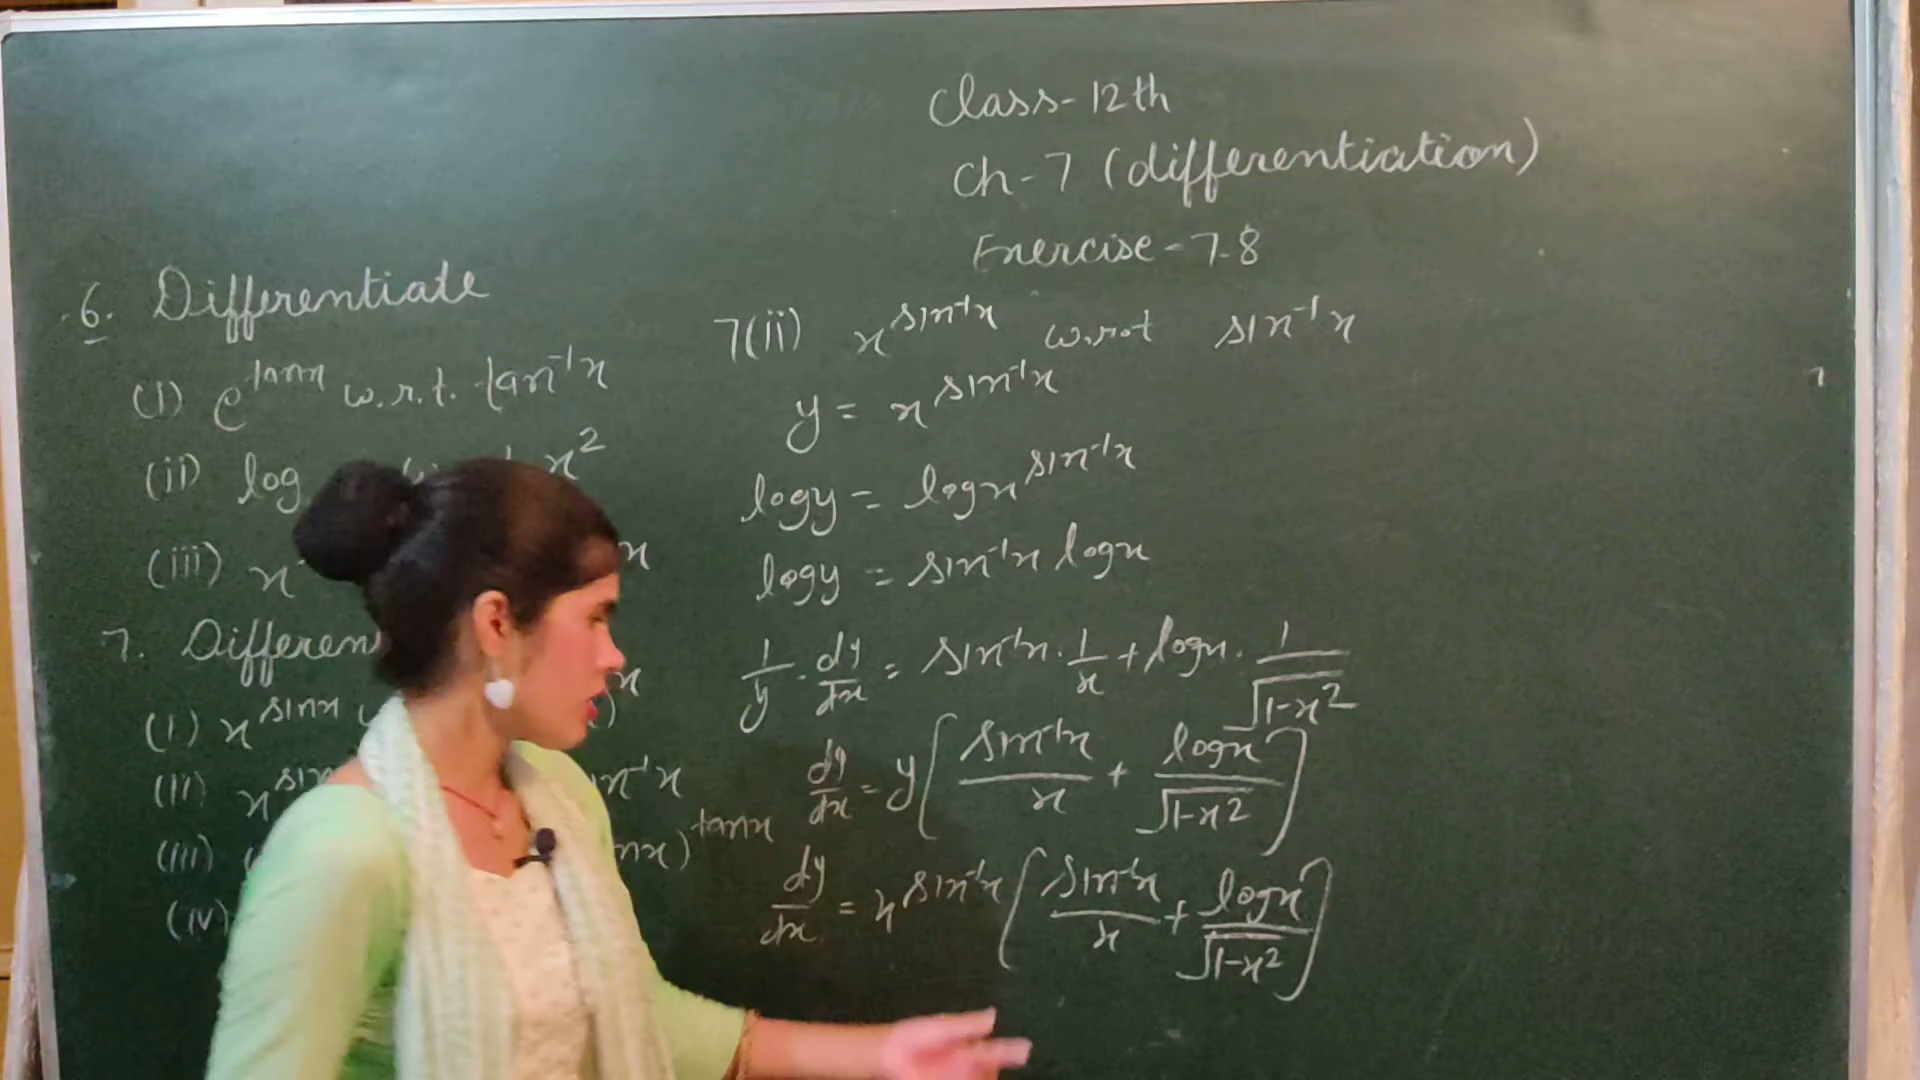 Class-12th
Ch-7 (differentiation)
Exercise-7.8
6. Differentiate
(i) e^tanx w.r.t. tan⁻¹x
(ii) log x²
(iii) x x
7. Differen
(i) x^sinx x)
(ii) x^sin x
(iii) ( nx)^tanx
(iv)
7(ii) x^sin⁻¹x w.r.t sin⁻¹x
y = x^sin⁻¹x
logy = logx^sin⁻¹x
logy = sin⁻¹x logx
1/y · dy/dx = sin⁻¹x · 1/x + logx · 1/√1-x²
dy/dx = y[sin⁻¹x/x + logx/√1-x²]
dy/dx = x^sin⁻¹x [sin⁻¹x/x + logx/√1-x²]